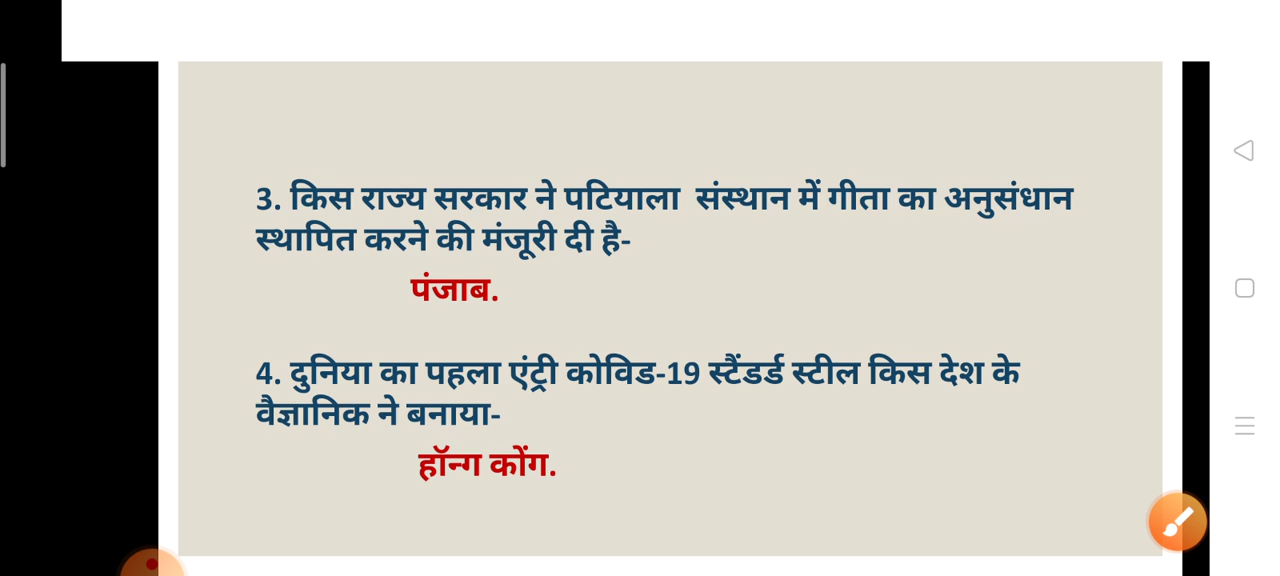 3. किस राज्य सरकार ने पटियाला संस्थान में गीता का अनुसंधान
स्थापित करने की मंजूरी दी है-
पंजाब.
4. दुनिया का पहला एंट्री कोविड-19 स्टैंडर्ड स्टील किस देश के
वैज्ञानिक ने बनाया-
हॉन्ग कोंग.